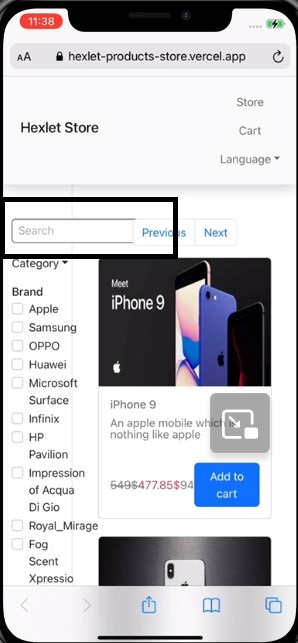 11:38
AA hexlet-products-store.vercel.app
Store
Hexlet Store
Cart
Language
Search
Previous
Next
Category
Brand
Apple
Samsung
OPPO
Huawei
Microsoft
Surface
Infinix
HP
Pavilion
Impression
of Acqua
Di Gio
Royal_Mirage
Fog
Scent
Xpressio
Meet
iPhone 9
iPhone 9
An apple mobile which is
nothing like apple
549$477.85$94
Add to
cart